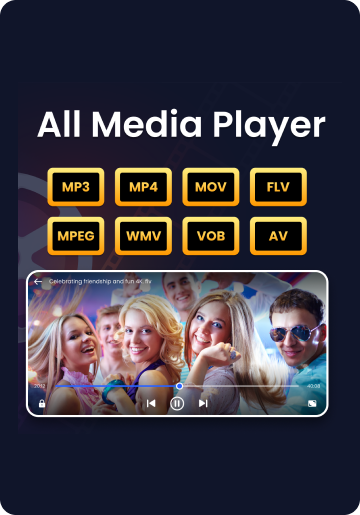 All Media Player
MP3 MP4 MOV FLV
MPEG WMV VOB AV
Celebrating friendship and fun 4K flv
20:12 40:08